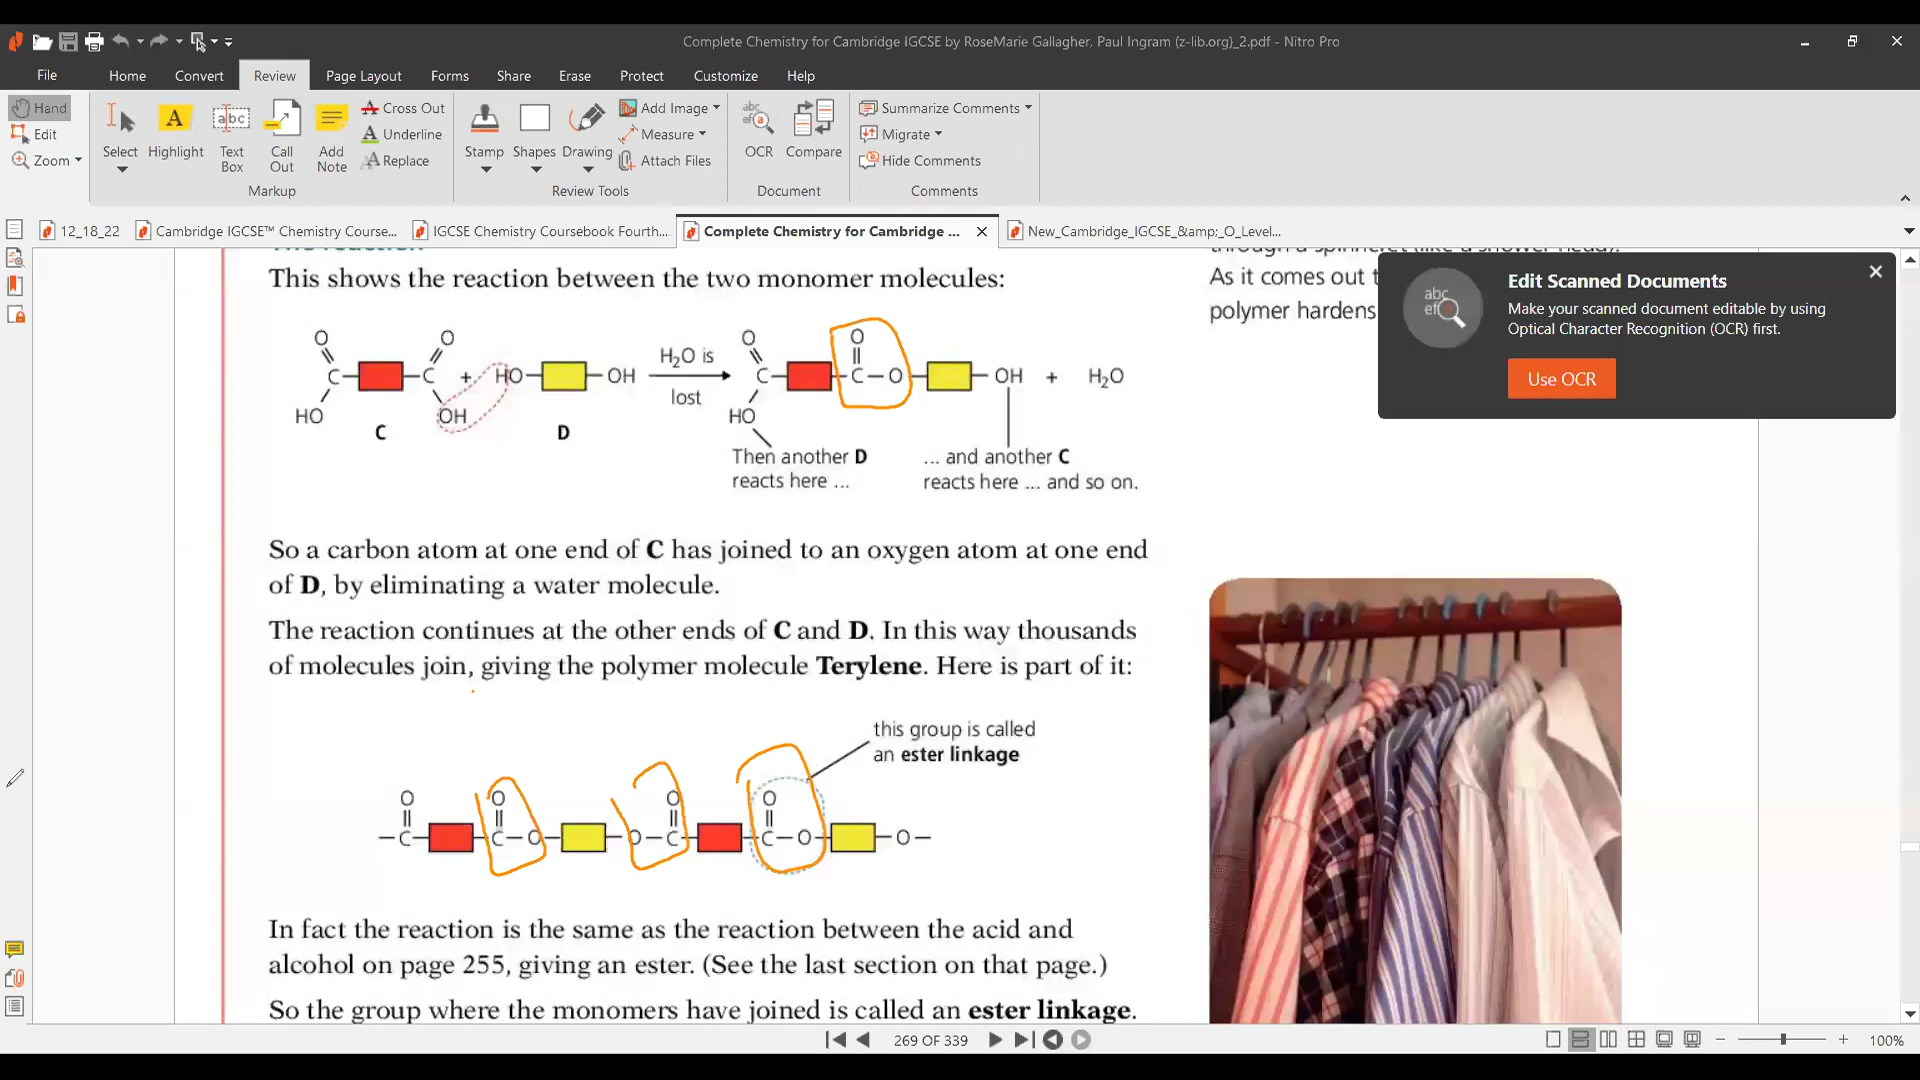 Complete Chemistry for Cambridge IGCSE by RoseMarie Gallagher, Paul Ingram (z-lib.org)_2.pdf - Nitro Pro
File Home Convert Review Page Layout Forms Share Erase Protect Customize Help
Hand
Edit
Zoom
Select
Highlight
Text Box
Call Out
Add Note
Cross Out
Underline
Replace
Markup
Stamp
Shapes
Drawing
Add Image
Measure
Attach Files
Review Tools
OCR
Compare
Document
Summarize Comments
Migrate
Hide Comments
Comments
12_18_22
Cambridge IGCSE™ Chemistry Course...
IGCSE Chemistry Coursebook Fourth...
Complete Chemistry for Cambridge ...
New_Cambridge_IGCSE_&amp;_O_Level...
This shows the reaction between the two monomer molecules:
O O
C C + HO OH
HO OH
C D
H₂O is
lost
O O
C C O OH + H₂O
HO
Then another D
reacts here ...
... and another C
reacts here ... and so on.
So a carbon atom at one end of C has joined to an oxygen atom at one end
of D, by eliminating a water molecule.
The reaction continues at the other ends of C and D. In this way thousands
of molecules join, giving the polymer molecule Terylene. Here is part of it:
this group is called
an ester linkage
O O O O
C C O O C C O O
In fact the reaction is the same as the reaction between the acid and
alcohol on page 255, giving an ester. (See the last section on that page.)
So the group where the monomers have joined is called an ester linkage.
through a spinneret (like a shower head).
As it comes out t
polymer hardens
Edit Scanned Documents
Make your scanned document editable by using
Optical Character Recognition (OCR) first.
Use OCR
269 OF 339
100%